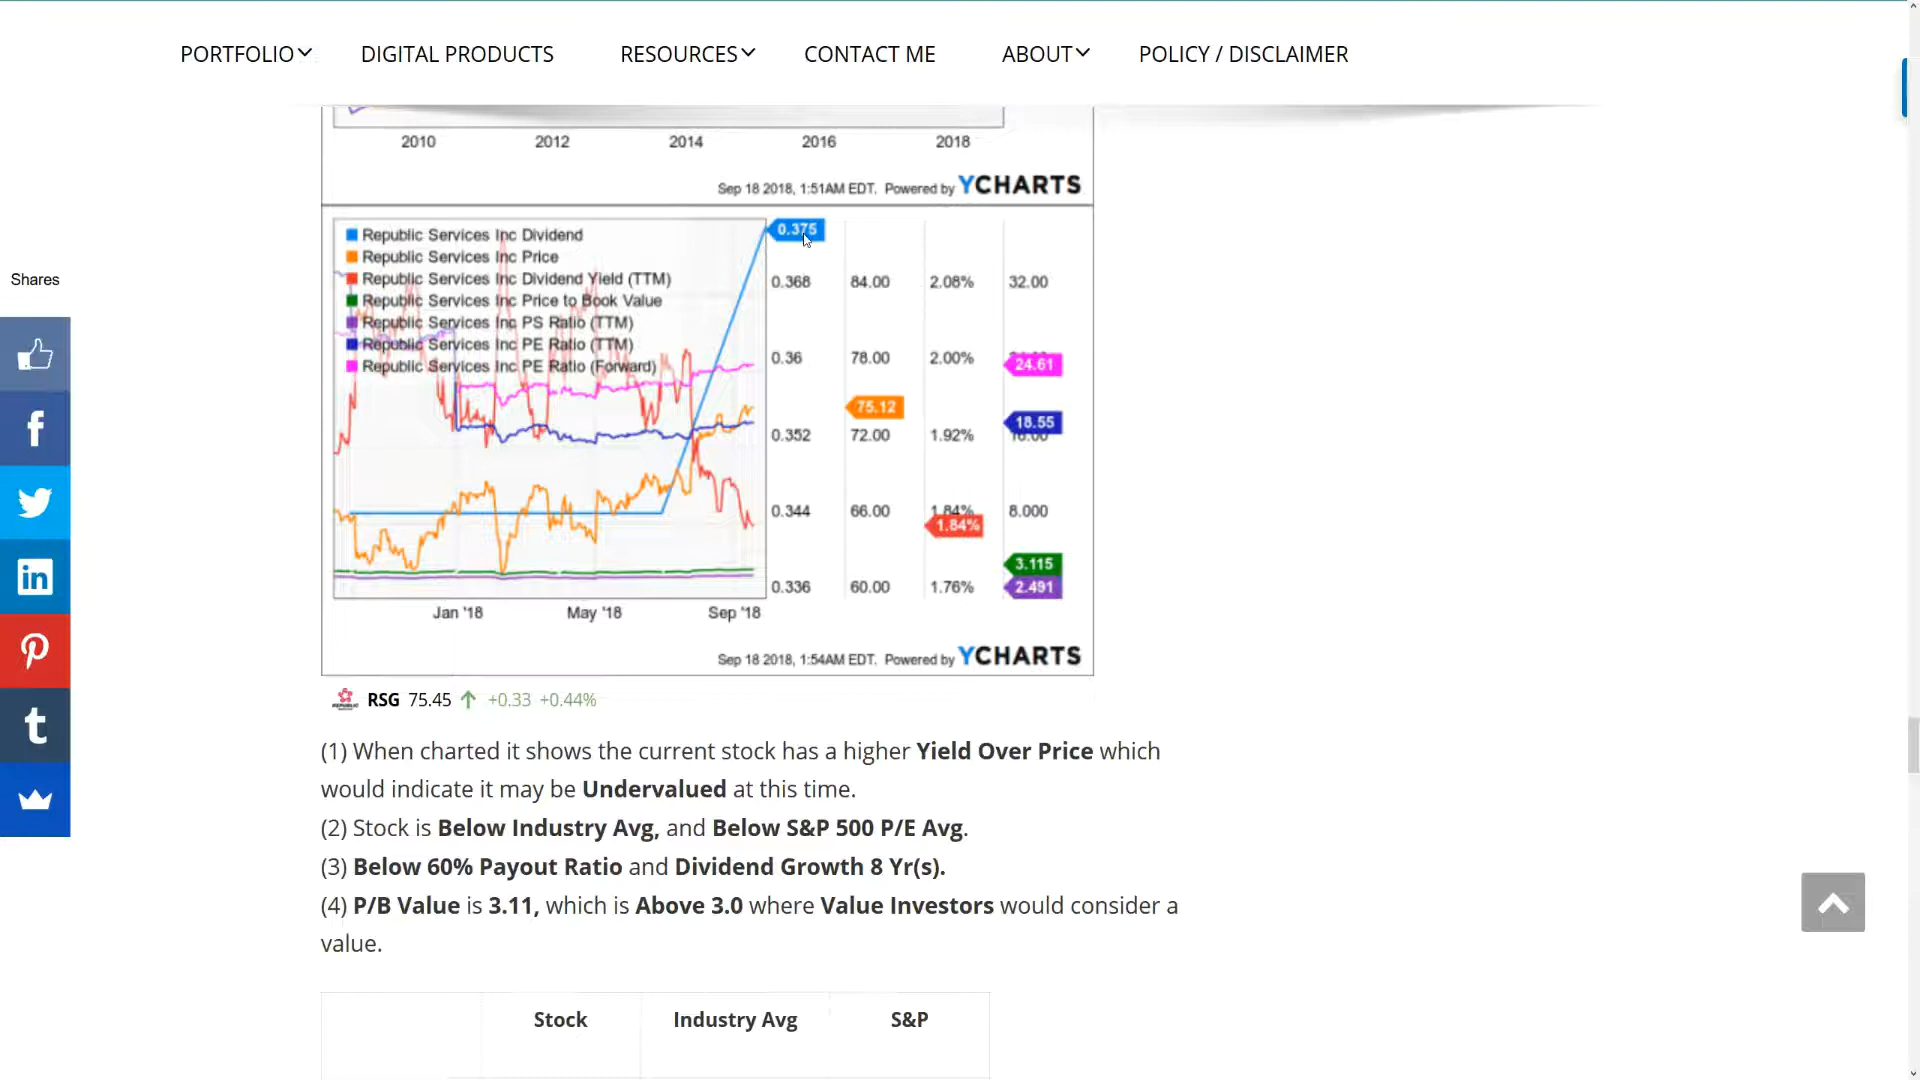 PORTFOLIO DIGITAL PRODUCTS RESOURCES CONTACT ME ABOUT POLICY / DISCLAIMER
2010 2012 2014 2016 2018
Sep 18 2018, 1:51AM EDT. Powered by YCHARTS
Republic Services Inc Dividend
Republic Services Inc Price
Republic Services Inc Dividend Yield (TTM)
Republic Services Inc Price to Book Value
Republic Services Inc PS Ratio (TTM)
Republic Services Inc PE Ratio (TTM)
Republic Services Inc PE Ratio (Forward)
0.375
0.368 84.00 2.08% 32.00
0.36 78.00 2.00%
24.61
75.12
18.55
0.352 72.00 1.92% 16.00
0.344 66.00 1.84% 8.000
1.84%
3.115
0.336 60.00 1.76% 2.491
Jan '18 May '18 Sep '18
Sep 18 2018, 1:54AM EDT. Powered by YCHARTS
Shares
f
in
t
RSG 75.45 +0.33 +0.44%
(1) When charted it shows the current stock has a higher Yield Over Price which
would indicate it may be Undervalued at this time.
(2) Stock is Below Industry Avg, and Below S&P 500 P/E Avg.
(3) Below 60% Payout Ratio and Dividend Growth 8 Yr(s).
(4) P/B Value is 3.11, which is Above 3.0 where Value Investors would consider a
value.
Stock Industry Avg S&P